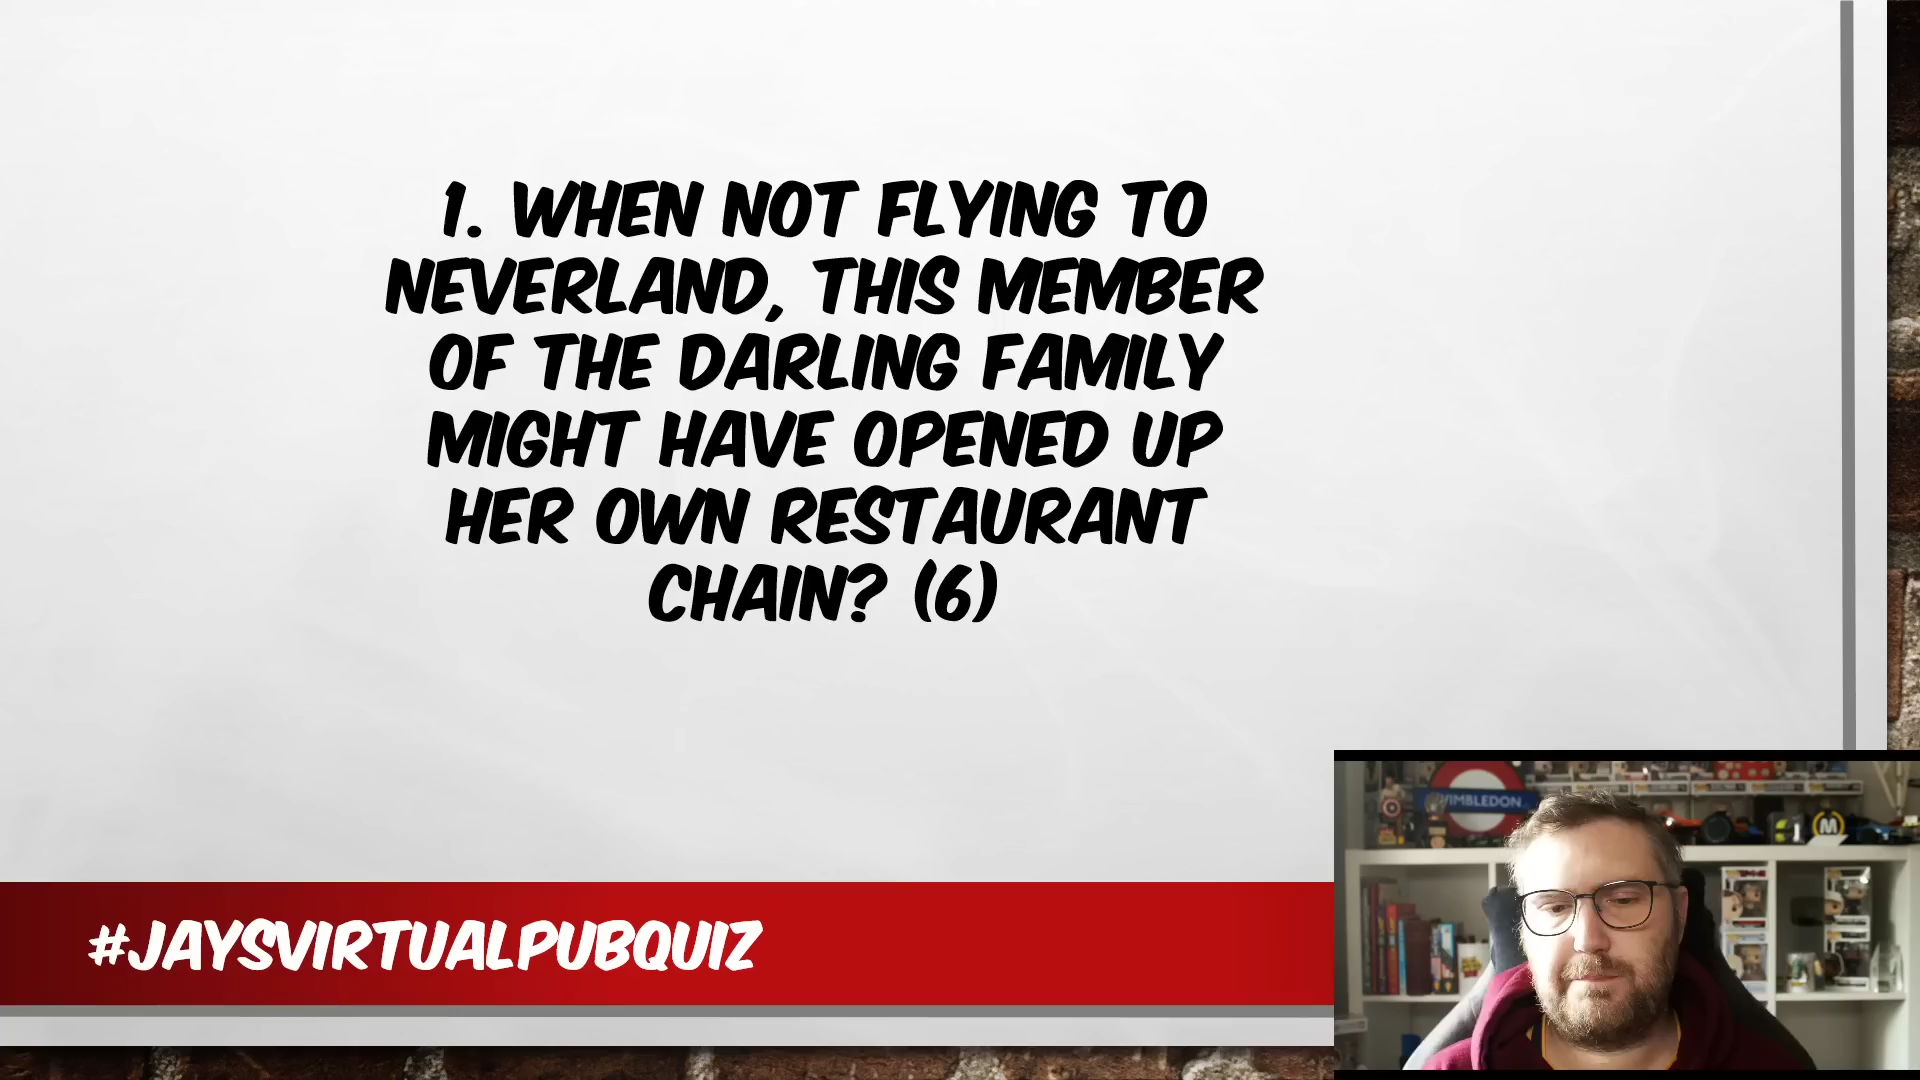 1. WHEN NOT FLYING TO
NEVERLAND, THIS MEMBER
OF THE DARLING FAMILY
MIGHT HAVE OPENED UP
HER OWN RESTAURANT
CHAIN? (6)
#JAYSVIRTUALPUBQUIZ
WIMBLEDON
M